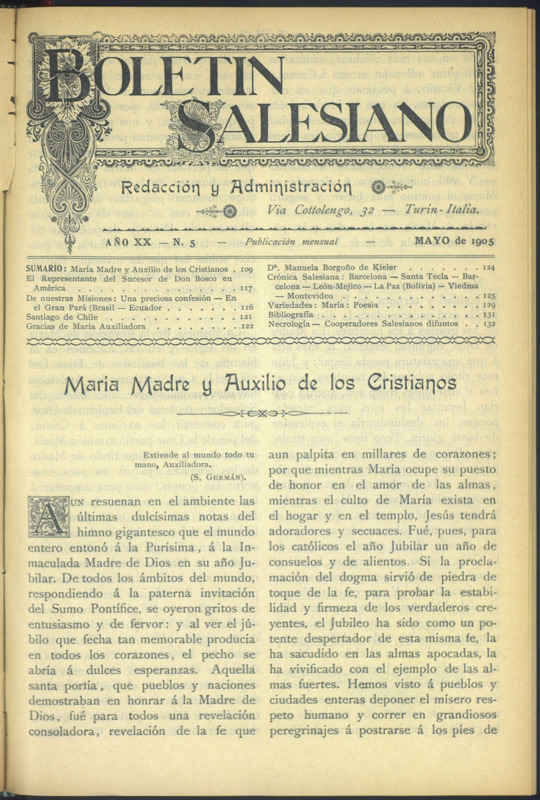 BOLETIN
SALESIANO
Redacción y Administración
Via Cottolengo, 32 — Turin-Italia.
AÑO XX — N. 5 — Publicación mensual — MAYO de 1905
SUMARIO: María Madre y Auxilio de los Cristianos . 109
El Representante del Sucesor de Don Bosco en
América . . . . . . . . . . . 117
De nuestras Misiones: Una preciosa confesión — En
el Gran Pará (Brasil — Ecuador . . . . . . 116
Santiago de Chile . . . . . . . . . . 121
Gracias de María Auxiliadora . . . . . . . 122
Dª. Manuela Borgoño de Kieler . . . . . . 124
Crónica Salesiana: Barcelona — Santa Tecla — Bar-
celona — León-Mejico — La Paz (Bolivia) — Viedma
— Montevideo . . . . . . . . . . 125
Variedades: María: Poesía . . . . . . . 129
Bibliografía . . . . . . . . . . . 131
Necrología — Cooperadores Salesianos difuntos . . 132
Maria Madre y Auxilio de los Cristianos
Extiende al mundo todo tu
mano, Auxiliadora.
(S. GERMÁN).
AUN resuenan en el ambiente las
últimas dulcísimas notas del
himno gigantesco que el mundo
entero entonó á la Purisima, á la In-
maculada Madre de Dios en su año Ju-
bilar. De todos los ámbitos del mundo,
respondiendo á la paterna invitación
del Sumo Pontífice, se oyeron gritos de
entusiasmo y de fervor: y al ver el jú-
bilo que fecha tan memorable producía
en todos los corazones, el pecho se
abría á dulces esperanzas. Aquella
santa porfia, que pueblos y naciones
demostraban en honrar á la Madre de
Dios, fué para todos una revelación
consoladora, revelación de la fe que
aun palpita en millares de corazones;
por que mientras María ocupe su puesto
de honor en el amor de las almas,
mientras el culto de María exista en
el hogar y en el templo, Jesús tendrá
adoradores y secuaces. Fué, pues, para
los católicos el año Jubilar un año de
consuelos y de alientos. Si la procla-
mación del dogma sirvió de piedra de
toque de la fe, para probar la estabi-
lidad y firmeza de los verdaderos cre-
yentes, el Jubileo ha sido como un po-
tente despertador de esta misma fe, la
ha sacudido en las almas apocadas, la
ha vivificado con el ejemplo de las al-
mas fuertes. Hemos visto á pueblos y
ciudades enteras deponer el mísero res-
peto humano y correr en grandiosos
peregrinajes á postrarse á los pies de